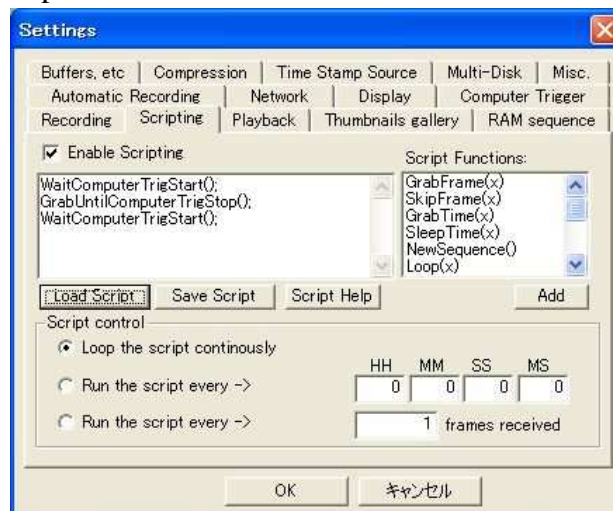 Settings
Buffers, etc Compression Time Stamp Source Multi-Disk Misc.
Automatic Recording Network Display Computer Trigger
Recording Scripting Playback Thumbnails gallery RAM sequence
Enable Scripting
Script Functions:
WaitComputerTrigStart();
GrabUntilComputerTrigStop();
WaitComputerTrigStart();
GrabFrame(x)
SkipFrame(x)
GrabTime(x)
SleepTime(x)
NewSequence()
Loop(x)
Load Script Save Script Script Help Add
Script control
Loop the script continously
HH MM SS MS
Run the script every -> 0 0 0 0
Run the script every -> 1 frames received
OK キャンセル